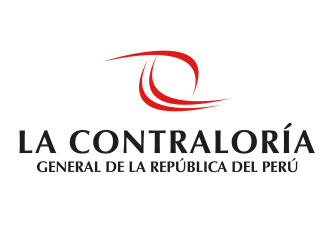 LA CONTRALORÍA
GENERAL DE LA REPÚBLICA DEL PERÚ